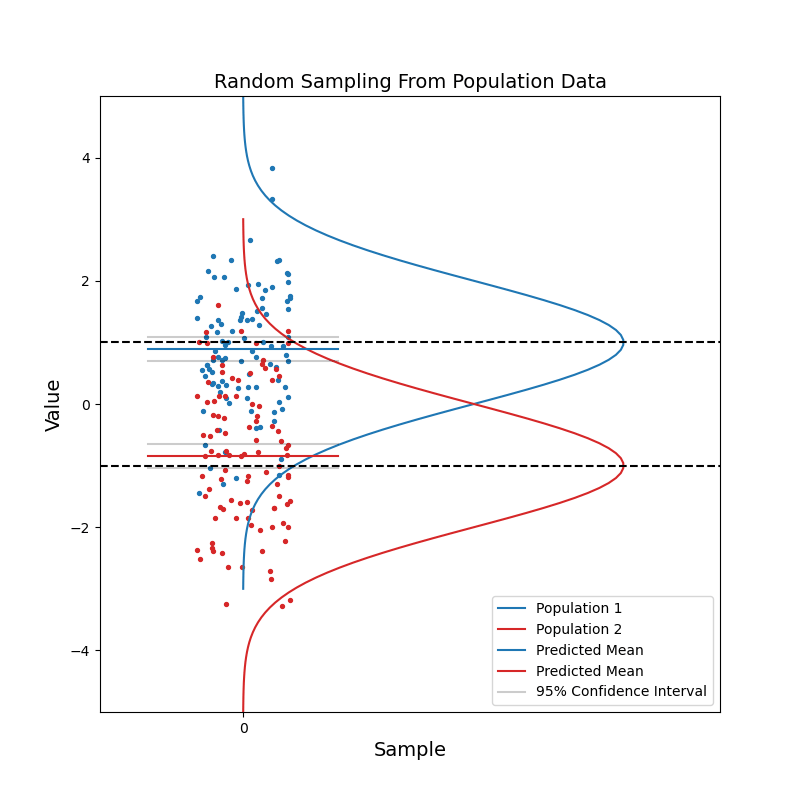 Random Sampling From Population Data
Value
4
2
0
−2
−4
Population 1
Population 2
Predicted Mean
Predicted Mean
95% Confidence Interval
0
Sample